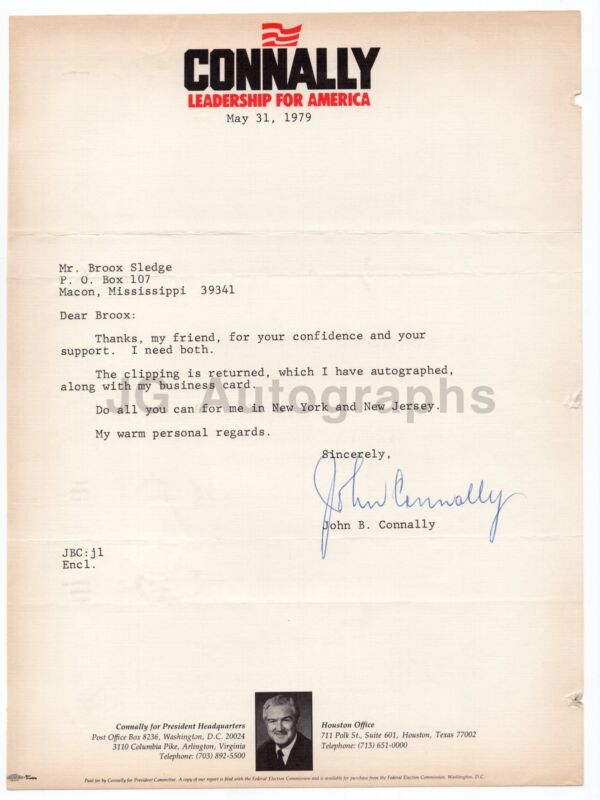 CONNALLY
LEADERSHIP FOR AMERICA
May 31, 1979
Mr. Broox Sledge
P. O. Box 107
Macon, Mississippi 39341
Dear Broox:
Thanks, my friend, for your confidence and your
support. I need both.
The clipping is returned, which I have autographed,
along with my business card.
JG Autographs
Do all you can for me in New York and New Jersey.
My warm personal regards.
Sincerely,
John Connally
John B. Connally
JBC:jl
Encl.
Connally for President Headquarters
Post Office Box 8236, Washington, D.C. 20024
3110 Columbia Pike, Arlington, Virginia
Telephone: (703) 892-5500
Houston Office
711 Polk St., Suite 601, Houston, Texas 77002
Telephone: (713) 651-0000
Paid for by Connally for President Committee. A copy of our report is filed with the Federal Election Commission and is available for purchase from the Federal Election Commission, Washington, D.C.